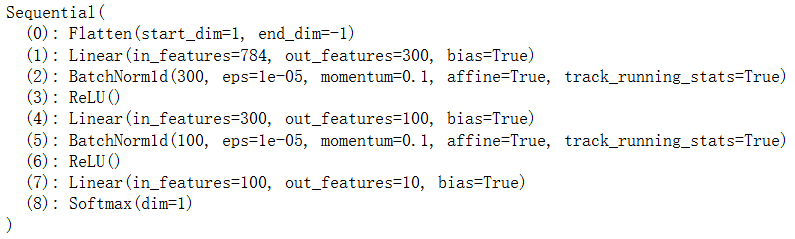 Sequential(
  (0): Flatten(start_dim=1, end_dim=-1)
  (1): Linear(in_features=784, out_features=300, bias=True)
  (2): BatchNorm1d(300, eps=1e-05, momentum=0.1, affine=True, track_running_stats=True)
  (3): ReLU()
  (4): Linear(in_features=300, out_features=100, bias=True)
  (5): BatchNorm1d(100, eps=1e-05, momentum=0.1, affine=True, track_running_stats=True)
  (6): ReLU()
  (7): Linear(in_features=100, out_features=10, bias=True)
  (8): Softmax(dim=1)
)